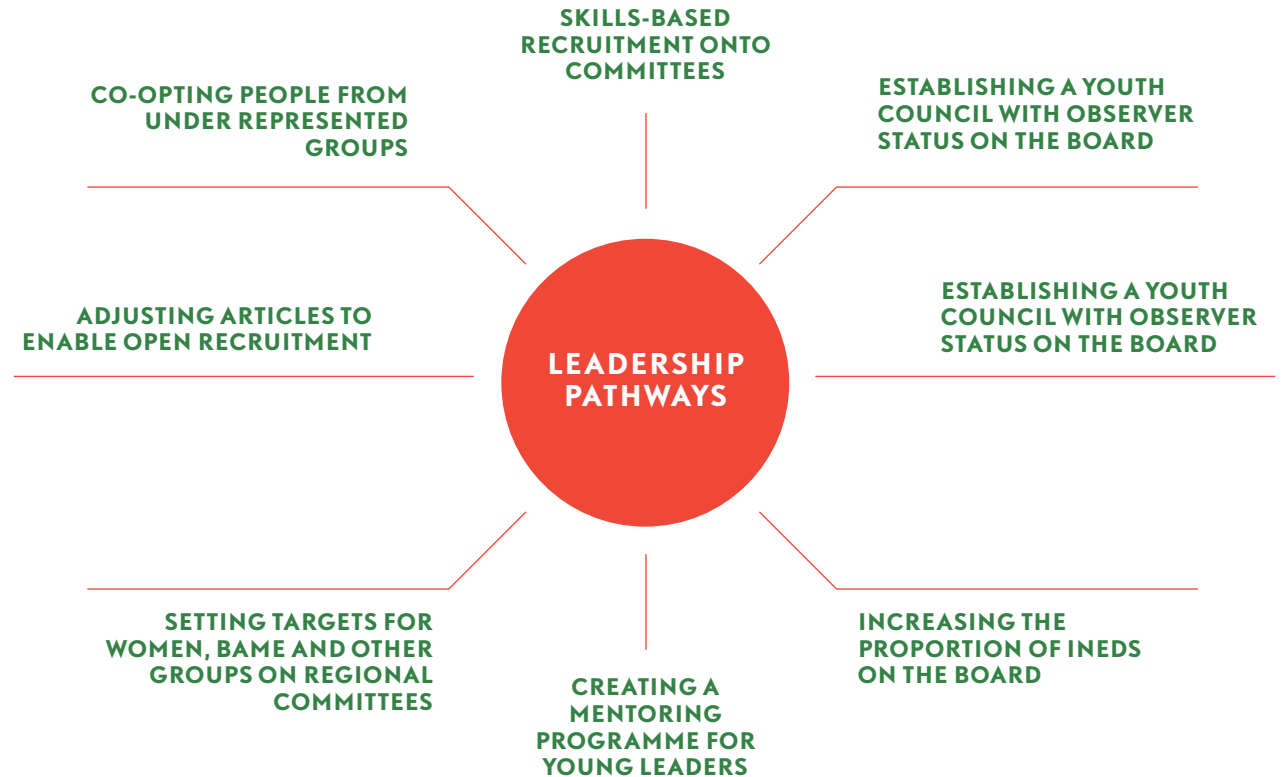 SKILLS-BASED
RECRUITMENT ONTO
COMMITTEES
CO-OPTING PEOPLE FROM
UNDER REPRESENTED
GROUPS
ESTABLISHING A YOUTH
COUNCIL WITH OBSERVER
STATUS ON THE BOARD
ADJUSTING ARTICLES TO
ENABLE OPEN RECRUITMENT
LEADERSHIP
PATHWAYS
ESTABLISHING A YOUTH
COUNCIL WITH OBSERVER
STATUS ON THE BOARD
SETTING TARGETS FOR
WOMEN, BAME AND OTHER
GROUPS ON REGIONAL
COMMITTEES
CREATING A
MENTORING
PROGRAMME FOR
YOUNG LEADERS
INCREASING THE
PROPORTION OF INEDS
ON THE BOARD